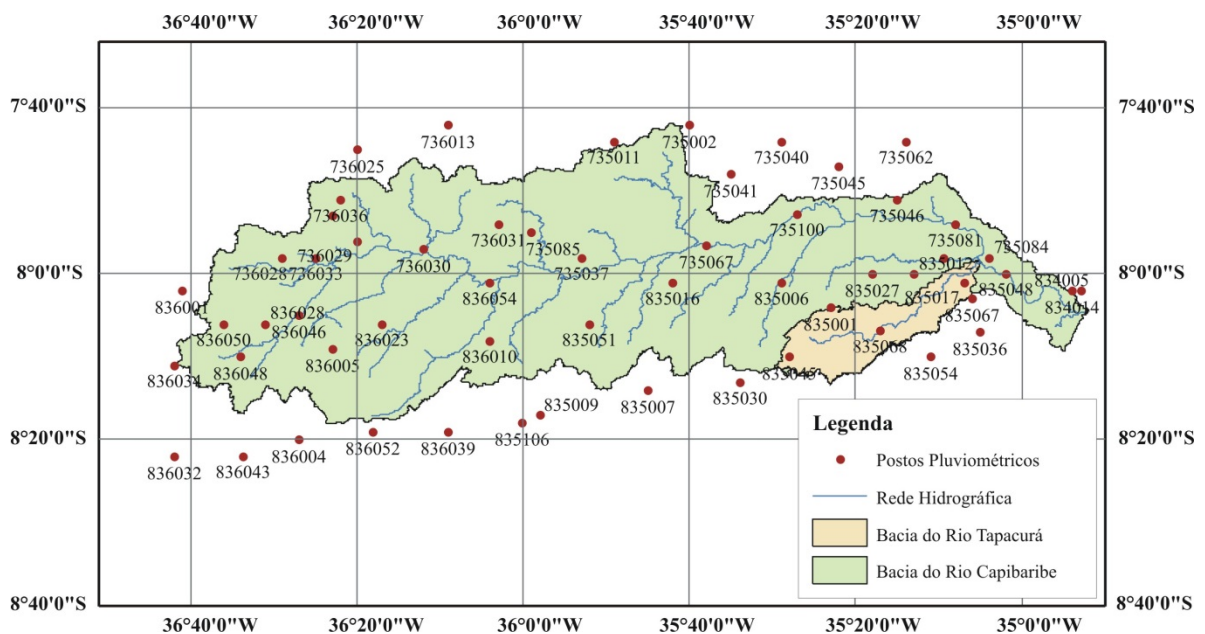 36°40'0"W 36°20'0"W 36°0'0"W 35°40'0"W 35°20'0"W 35°0'0"W
7°40'0"S 7°40'0"S
736013 735002 735040 735062
736025 735011
735041 735045
736036 735046
736031 735100 735081
736029 735085 735084
736028 736033 736030 735037 735067
8°0'0"S 8°0'0"S
834005
836054 835016 835006 835027 835017 835048
834014
836028
836050 836046 836023 835051 835001 835067
836010 835068 835036
836034 836048 836005 835054
835007 835030
835009
835106
8°20'0"S 8°20'0"S
836004 836052 836039
836032 836043
Legenda
Postos Pluviométricos
Rede Hidrográfica
Bacia do Rio Tapacurá
Bacia do Rio Capibaribe
8°40'0"S 8°40'0"S
36°40'0"W 36°20'0"W 36°0'0"W 35°40'0"W 35°20'0"W 35°0'0"W